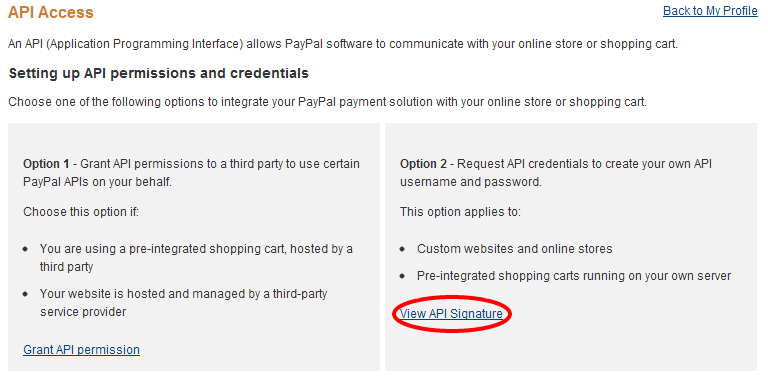 API Access
Back to My Profile
An API (Application Programming Interface) allows PayPal software to communicate with your online store or shopping cart.
Setting up API permissions and credentials
Choose one of the following options to integrate your PayPal payment solution with your online store or shopping cart.
Option 1 - Grant API permissions to a third party to use certain
PayPal APIs on your behalf.
Choose this option if:
• You are using a pre-integrated shopping cart, hosted by a
third party
• Your website is hosted and managed by a third-party
service provider
Grant API permission
Option 2 - Request API credentials to create your own API
username and password.
This option applies to:
• Custom websites and online stores
• Pre-integrated shopping carts running on your own server
View API Signature